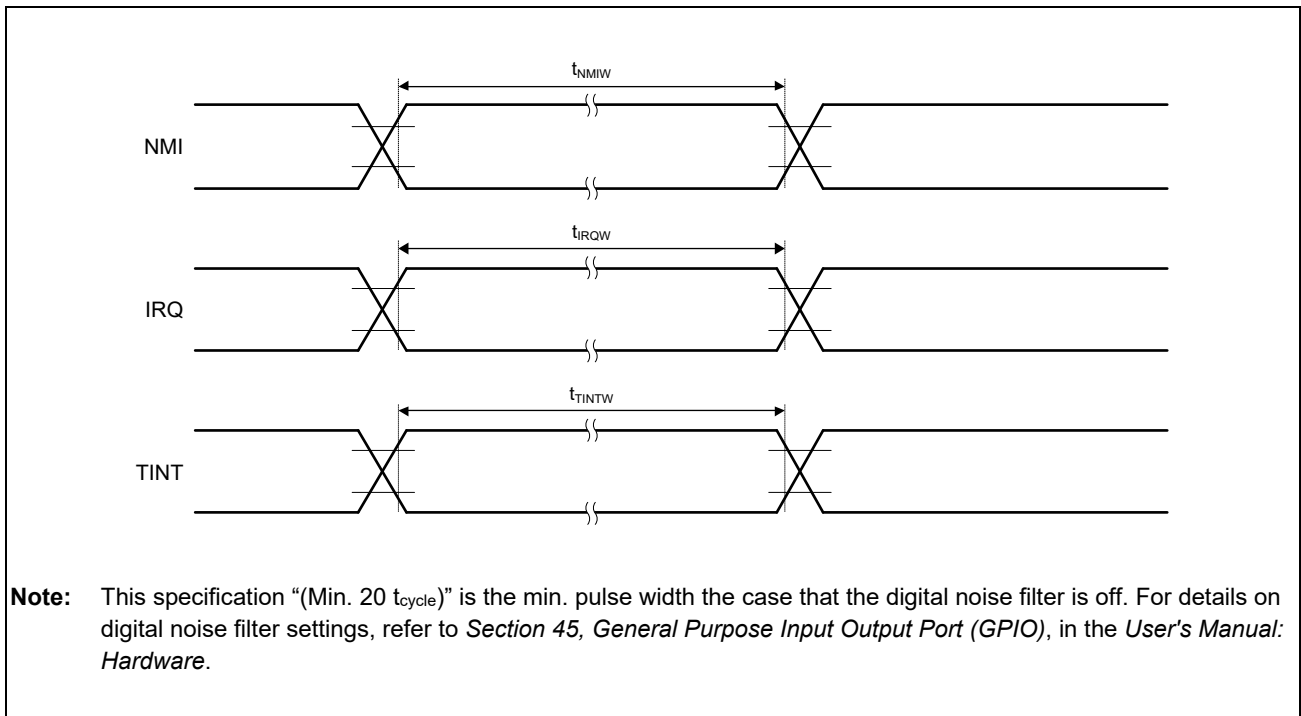 tNMIW
NMI
tIRQW
IRQ
tTINTW
TINT
Note: This specification “(Min. 20 tcycle)” is the min. pulse width the case that the digital noise filter is off. For details on
digital noise filter settings, refer to Section 45, General Purpose Input Output Port (GPIO), in the User's Manual:
Hardware.